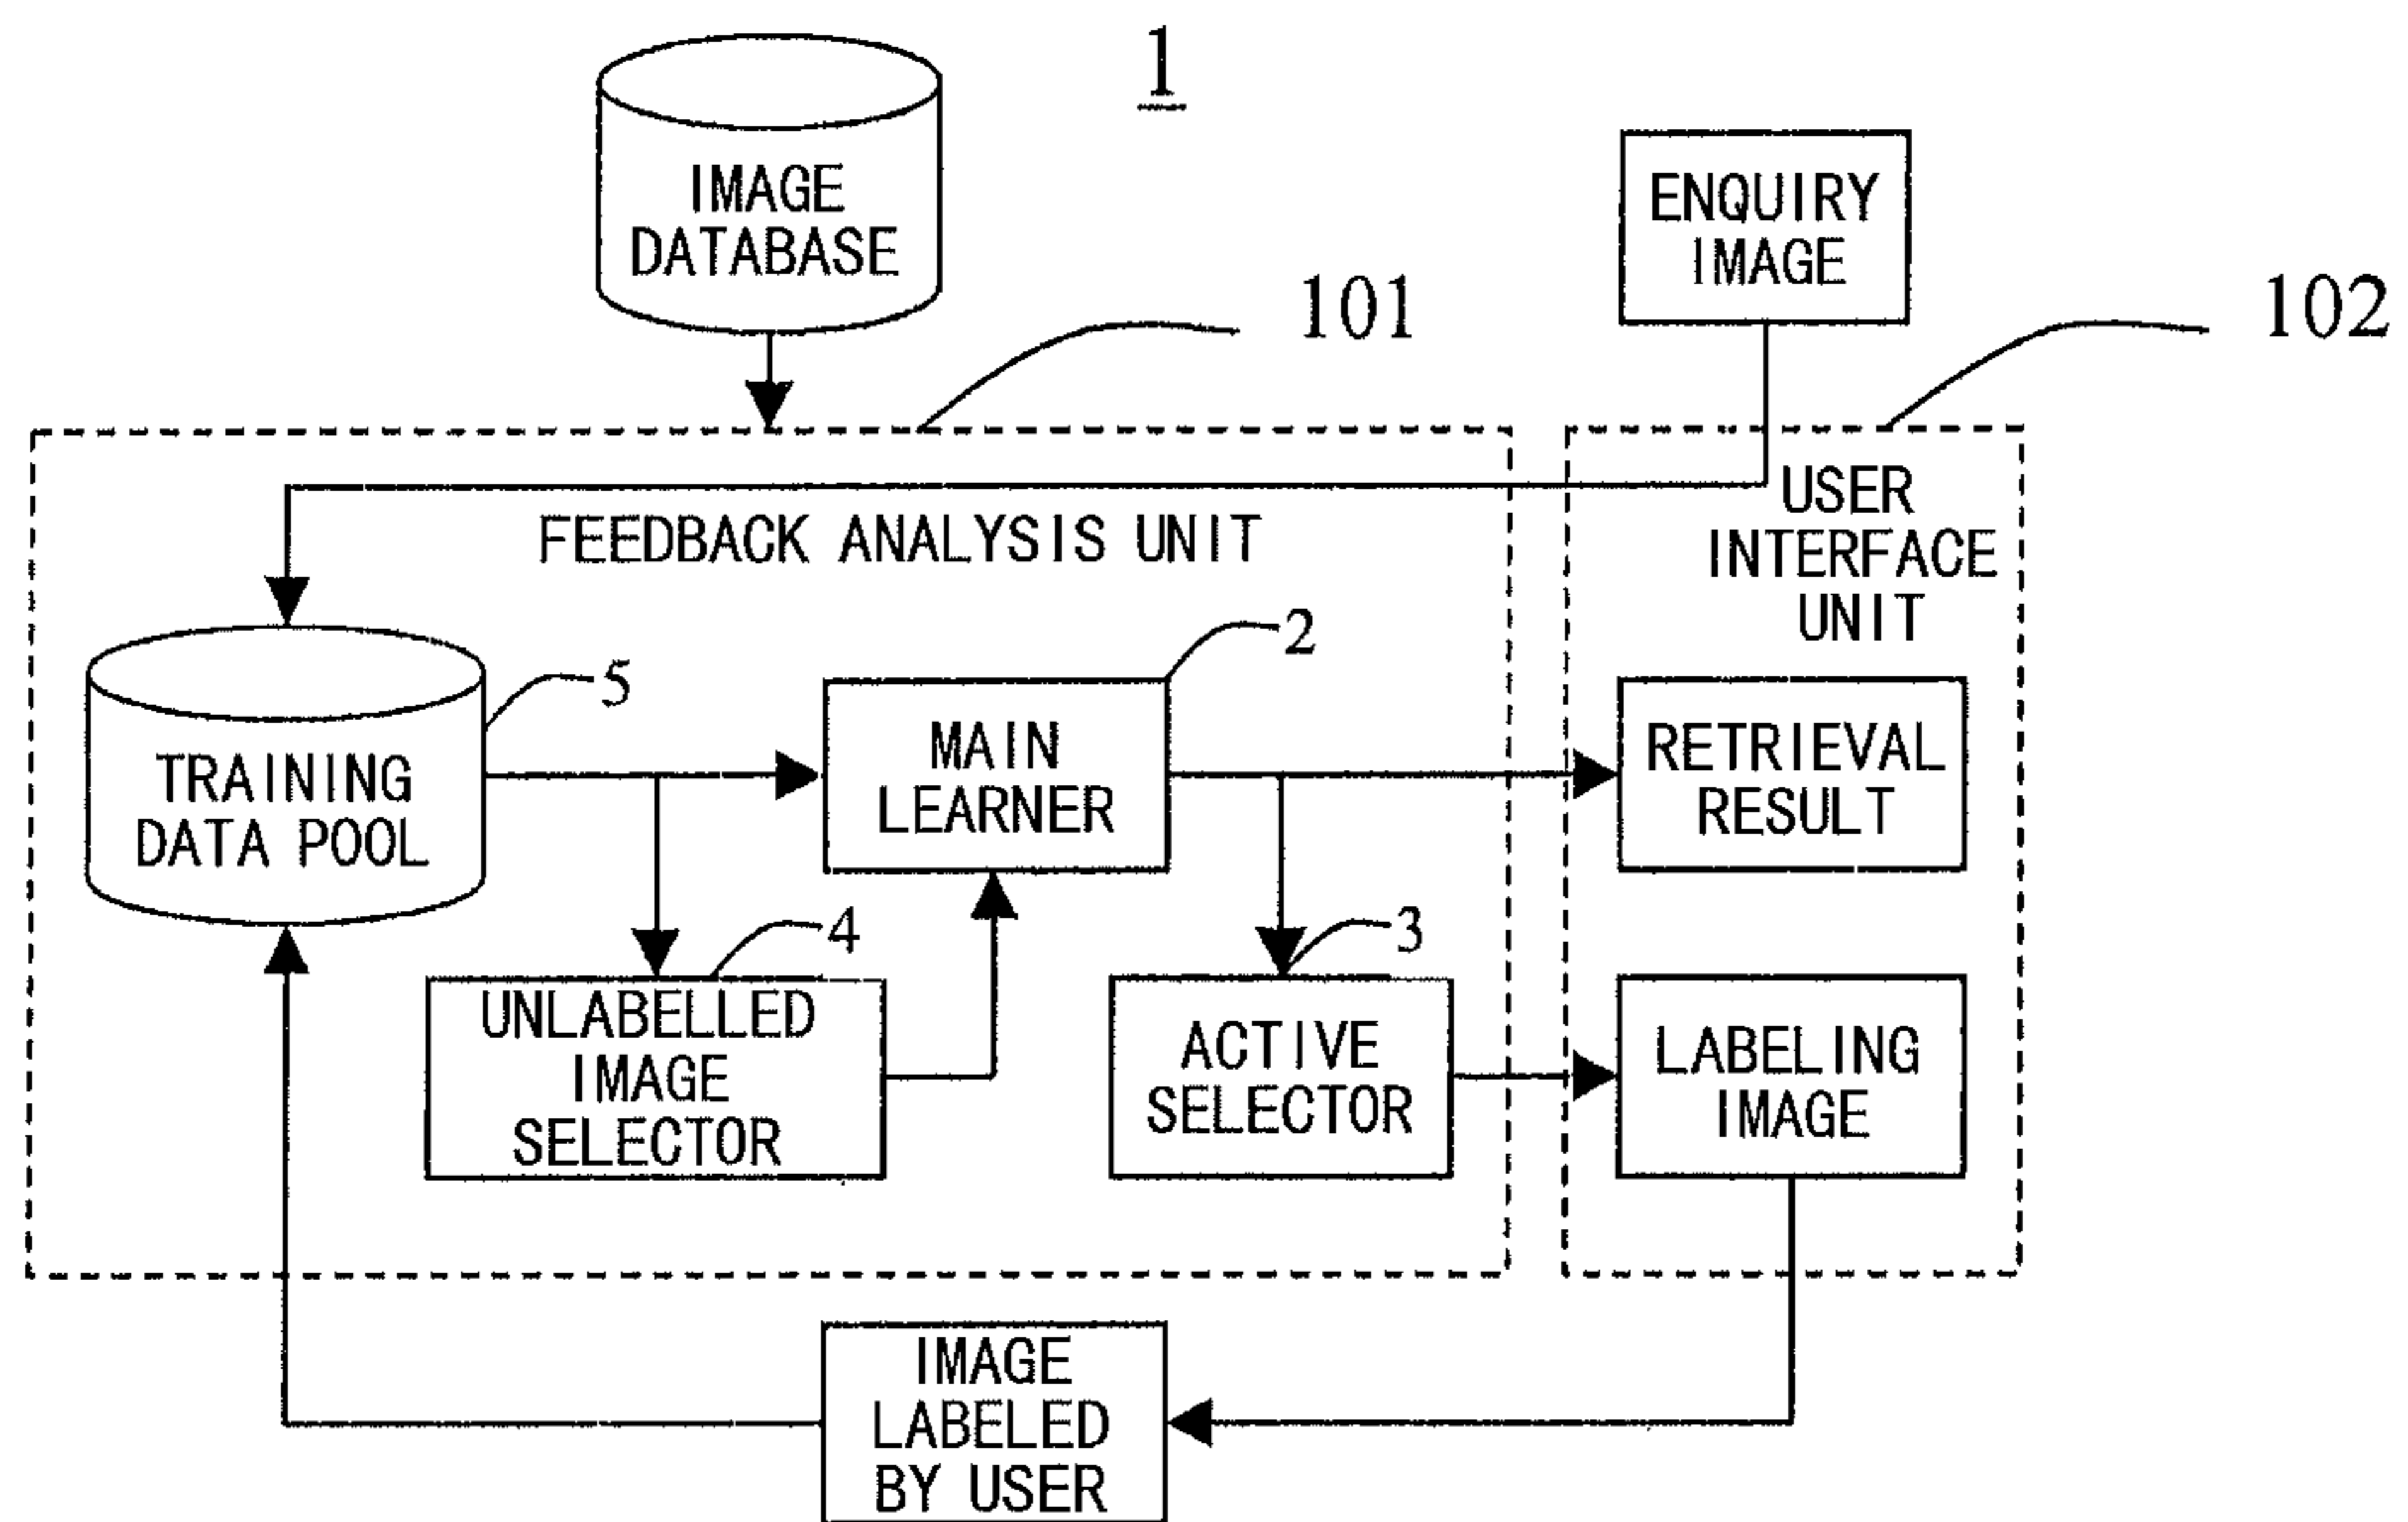 1
IMAGE
DATABASE
ENQUIRY
IMAGE
101
102
FEEDBACK ANALYSIS UNIT
USER
INTERFACE
UNIT
5
TRAINING
DATA POOL
2
MAIN
LEARNER
RETRIEVAL
RESULT
4
UNLABELLED
IMAGE
SELECTOR
3
ACTIVE
SELECTOR
LABELING
IMAGE
IMAGE
LABELED
BY USER